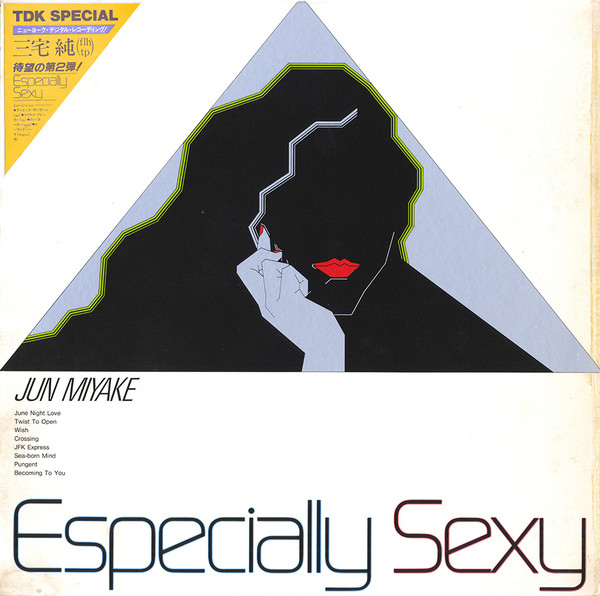 TDK SPECIAL
ニューヨーク・デジタル・レコーディング!
三宅 純(flh tp)
待望の第2弾!
Especially
Sexy
JUN MIYAKE
June Night Love
Twist To Open
Wish
Crossing
JFK Express
Sea-born Mind
Pungent
Becoming To You
Especially Sexy